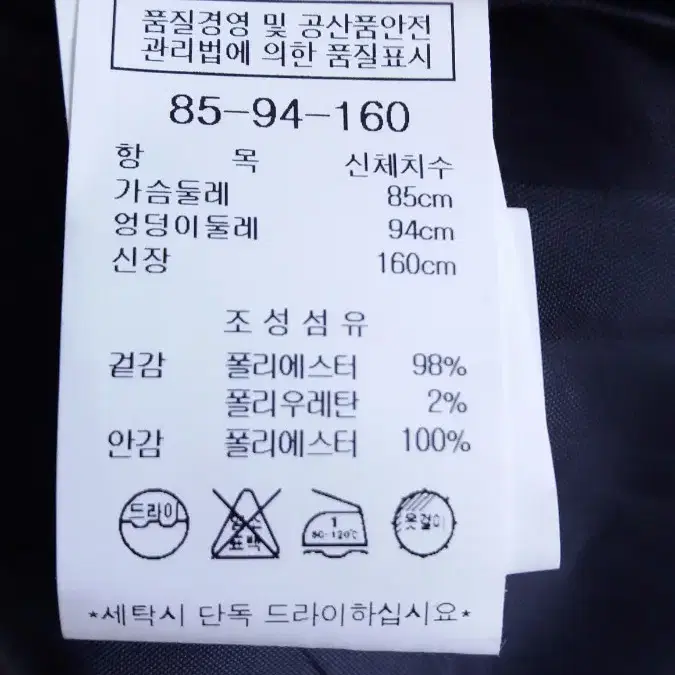 품질경영 및 공산품안전
관리법에 의한 품질표시
85-94-160
항 목 신체치수
가슴둘레 85cm
엉덩이둘레 94cm
신장 160cm
조성섬유
겉감 폴리에스터 98%
폴리우레탄 2%
안감 폴리에스터 100%
드라이
염소
표백
1
80-120℃
옷걸이
*세탁시 단독 드라이하십시요*